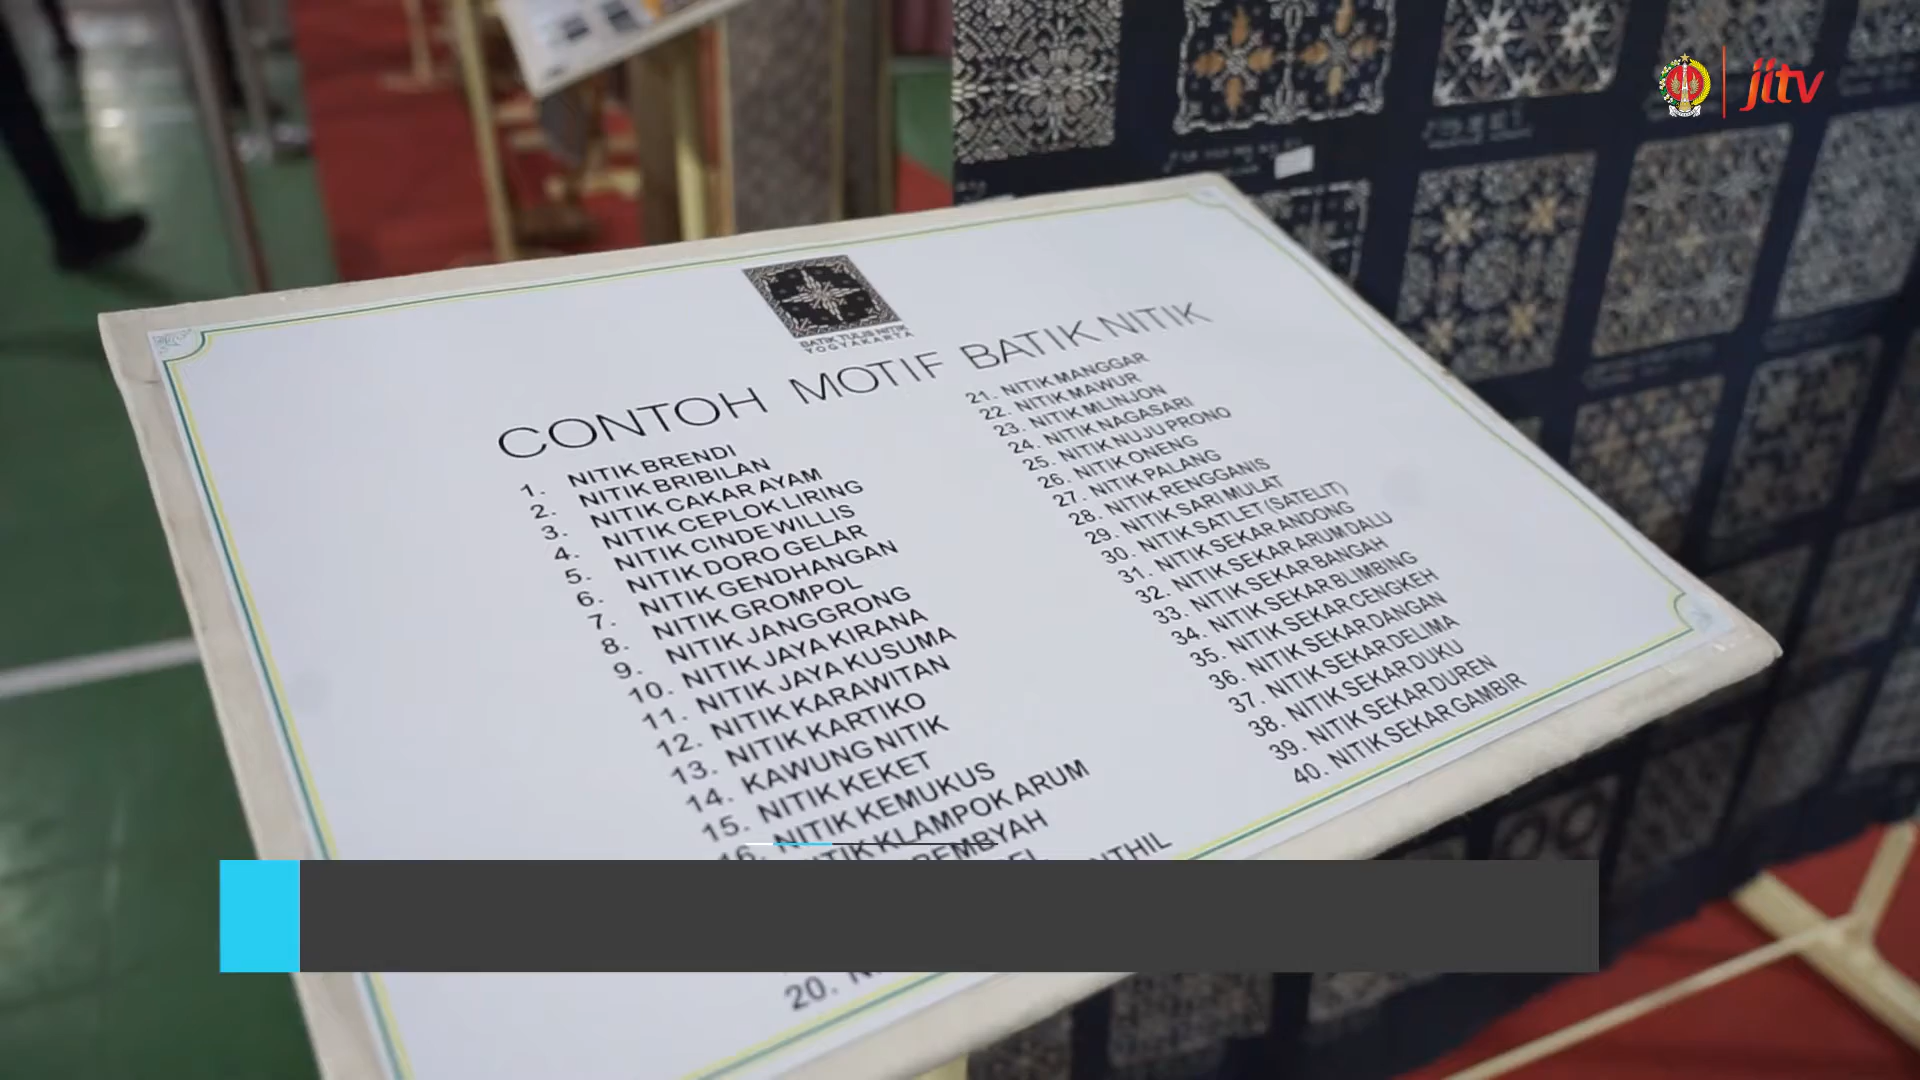 jitv
BATIK TULIS NITIK
YOGYAKARTA
CONTOH MOTIF BATIK NITIK
1. NITIK BRENDI
2. NITIK BRIBILAN
3. NITIK CAKAR AYAM
4. NITIK CEPLOK LIRING
5. NITIK CINDE WILLIS
6. NITIK DORO GELAR
7. NITIK GENDHANGAN
8. NITIK GROMPOL
9. NITIK JANGGRONG
10. NITIK JAYA KIRANA
11. NITIK JAYA KUSUMA
12. NITIK KARAWITAN
13. NITIK KARTIKO
14. KAWUNG NITIK
15. NITIK KEKET
16. NITIK KEMUKUS
NITIK KLAMPOK ARUM
20.
21. NITIK MANGGAR
22. NITIK MAWUR
23. NITIK MLINJON
24. NITIK NAGASARI
25. NITIK NUJU PRONO
26. NITIK ONENG
27. NITIK PALANG
28. NITIK RENGGANIS
29. NITIK SARI MULAT
30. NITIK SATLET (SATELIT)
31. NITIK SEKAR ANDONG
32. NITIK SEKAR ARUM DALU
33. NITIK SEKAR BANGAH
34. NITIK SEKAR BLIMBING
35. NITIK SEKAR CENGKEH
36. NITIK SEKAR DANGAN
37. NITIK SEKAR DELIMA
38. NITIK SEKAR DUKU
39. NITIK SEKAR DUREN
40. NITIK SEKAR GAMBIR